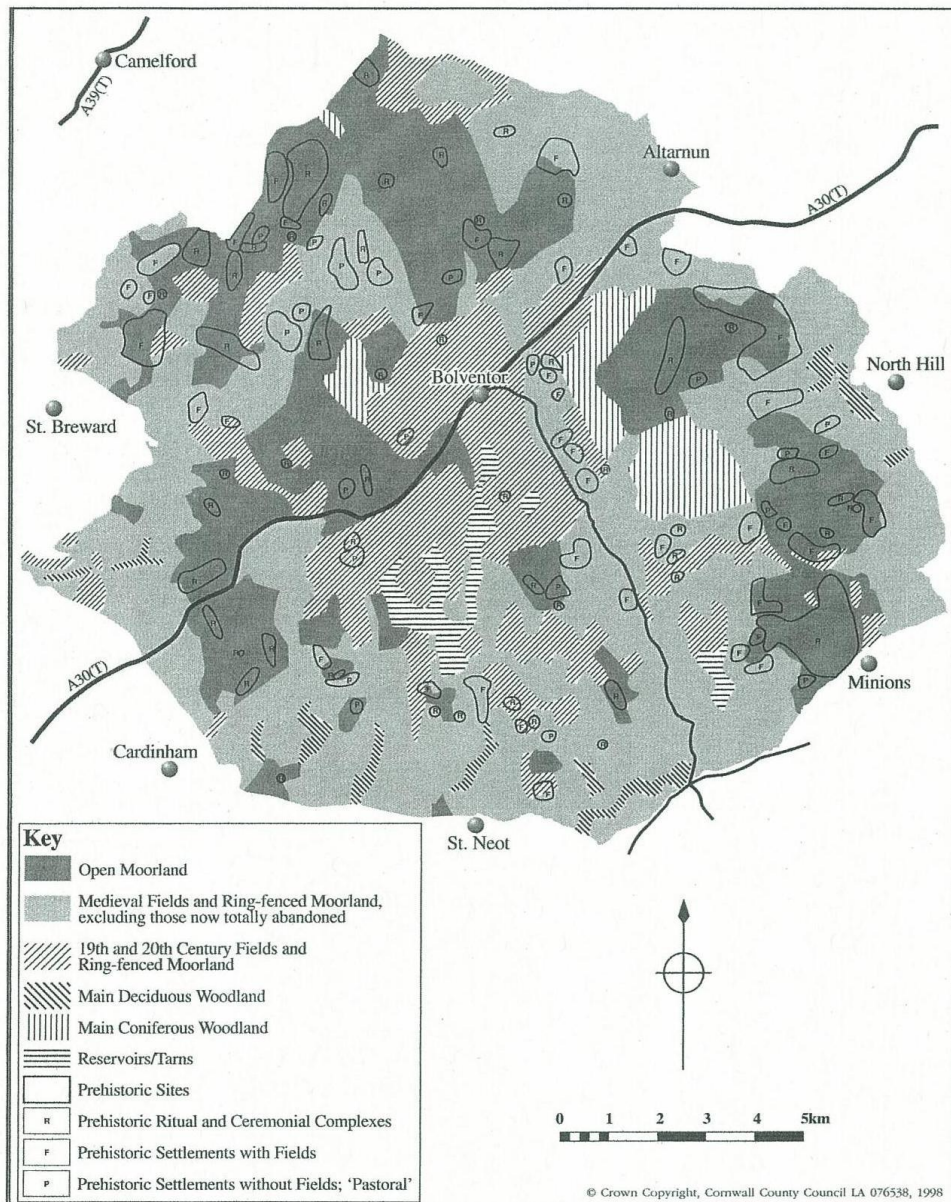 Camelford
A39(T)
Altarnun
A30(T)
Bolventor
North Hill
St. Breward
A30(T)
Minions
Cardinham
St. Neot
Key
Open Moorland
Medieval Fields and Ring-fenced Moorland,
excluding those now totally abandoned
19th and 20th Century Fields and
Ring-fenced Moorland
Main Deciduous Woodland
Main Coniferous Woodland
Reservoirs/Tarns
Prehistoric Sites
R Prehistoric Ritual and Ceremonial Complexes
F Prehistoric Settlements with Fields
P Prehistoric Settlements without Fields; 'Pastoral'
0 1 2 3 4 5km
© Crown Copyright, Cornwall County Council LA 076538, 1998